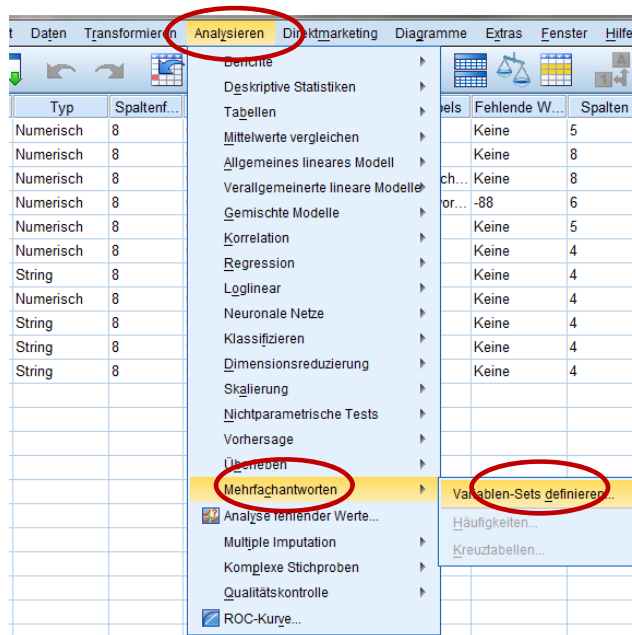 t Daten Transformieren Analysieren Direktmarketing Diagramme Extras Fenster Hilfe
Typ Spaltenf... bels Fehlende W... Spalten
Numerisch 8 Keine 5
Numerisch 8 Keine 8
Numerisch 8 ch... Keine 8
Numerisch 8 vor... -88 6
Numerisch 8 Keine 5
Numerisch 8 Keine 4
String 8 Keine 4
Numerisch 8 Keine 4
String 8 Keine 4
String 8 Keine 4
String 8 Keine 4
Berichte
Deskriptive Statistiken
Tabellen
Mittelwerte vergleichen
Allgemeines lineares Modell
Verallgemeinerte lineare Modelle
Gemischte Modelle
Korrelation
Regression
Loglinear
Neuronale Netze
Klassifizieren
Dimensionsreduzierung
Skalierung
Nichtparametrische Tests
Vorhersage
Überleben
Mehrfachantworten
Analyse fehlender Werte...
Multiple Imputation
Komplexe Stichproben
Qualitätskontrolle
ROC-Kurve...
Variablen-Sets definieren...
Häufigkeiten...
Kreuztabellen...